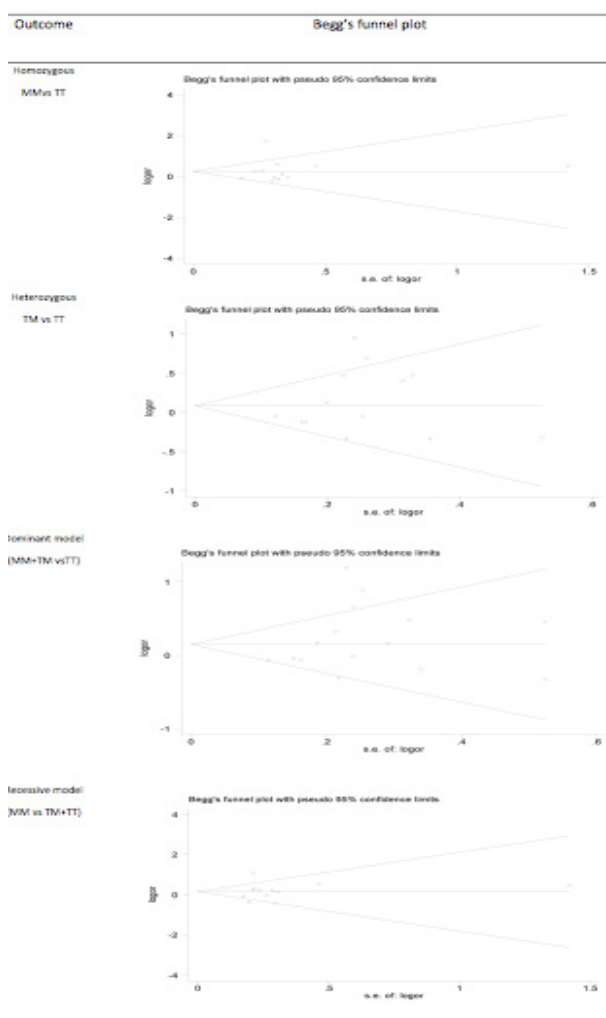 Outcome Begg's funnel plot
Homozygous
MMvs TT
Begg's funnel plot with pseudo 95% confidence limits
4
2
0
-2
-4
logor
0 .5 1 1.5
s.e. of: logor
Heterozygous
TM vs TT
Begg's funnel plot with pseudo 95% confidence limits
1
.5
0
-.5
-1
logor
0 .2 .4 .6
s.e. of: logor
ominant model
(MM+TM vsTT)
Begg's funnel plot with pseudo 95% confidence limits
1
0
-1
logor
0 .2 .4 .6
s.e. of: logor
ecessive model
(MM vs TM+TT)
Begg's funnel plot with pseudo 95% confidence limits
4
2
0
-2
-4
logor
0 .5 1 1.5
s.e. of: logor